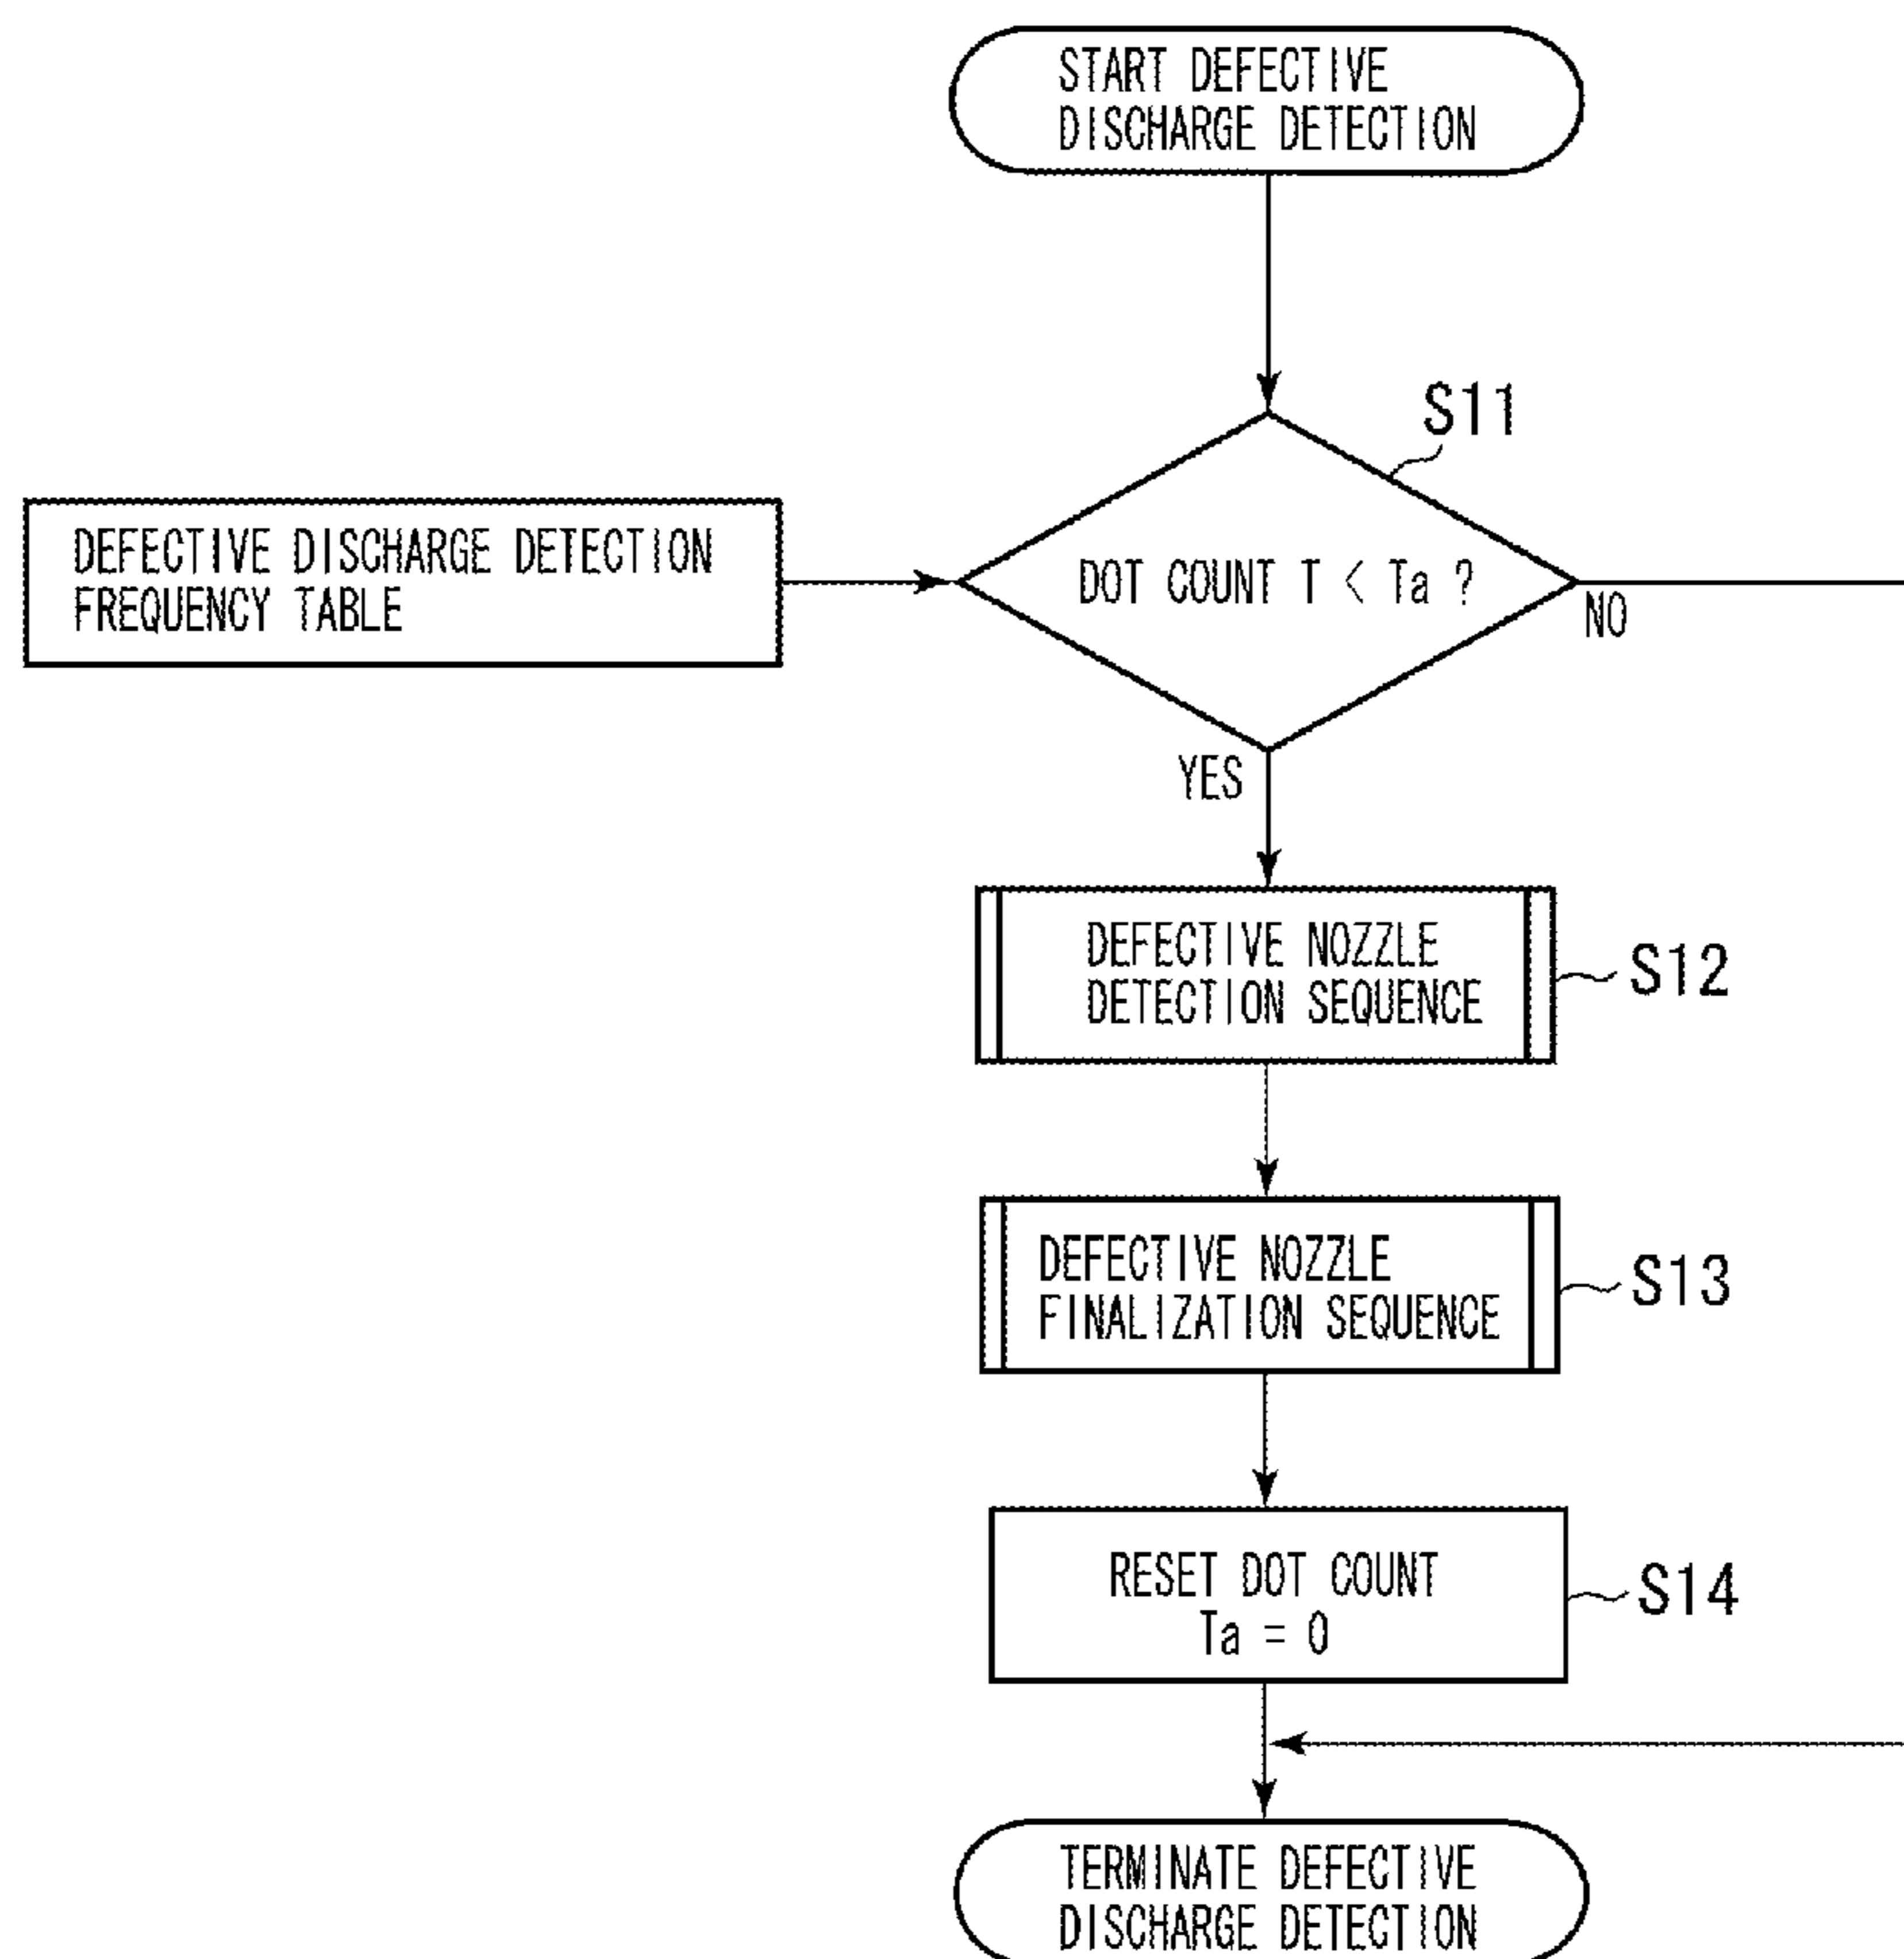 START DEFECTIVE
DISCHARGE DETECTION
S11
DEFECTIVE DISCHARGE DETECTION
FREQUENCY TABLE
DOT COUNT T < Ta ?
NO
YES
DEFECTIVE NOZZLE
DETECTION SEQUENCE
S12
DEFECTIVE NOZZLE
FINALIZATION SEQUENCE
S13
RESET DOT COUNT
Ta = 0
S14
TERMINATE DEFECTIVE
DISCHARGE DETECTION